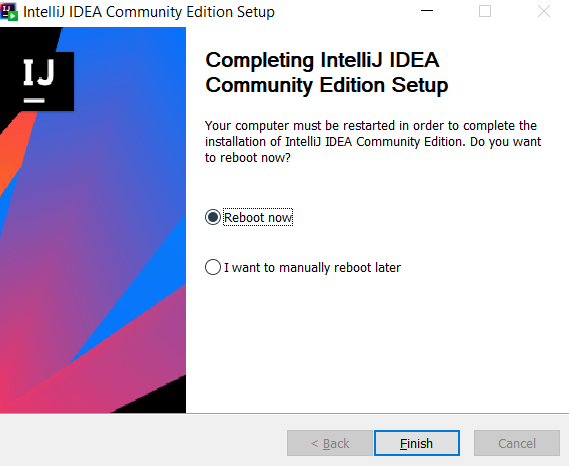 IntelliJ IDEA Community Edition Setup
IJ
Completing IntelliJ IDEA
Community Edition Setup
Your computer must be restarted in order to complete the
installation of IntelliJ IDEA Community Edition. Do you want
to reboot now?
Reboot now
I want to manually reboot later
< Back
Finish
Cancel